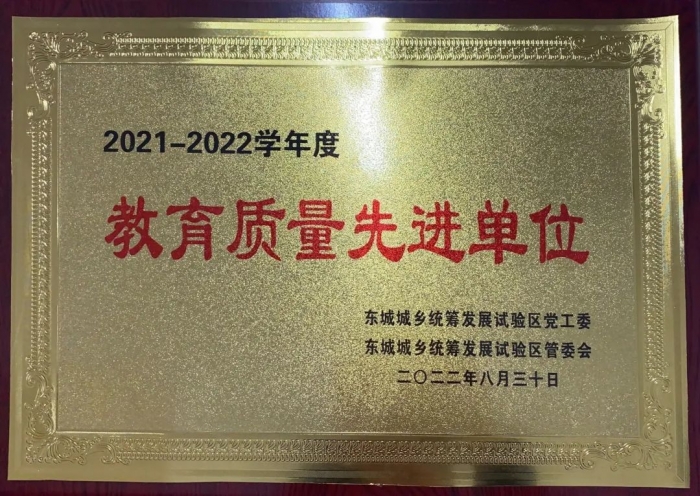 2021-2022学年度
教育质量先进单位
东城城乡统筹发展试验区党工委
东城城乡统筹发展试验区管委会
二〇二二年八月三十日